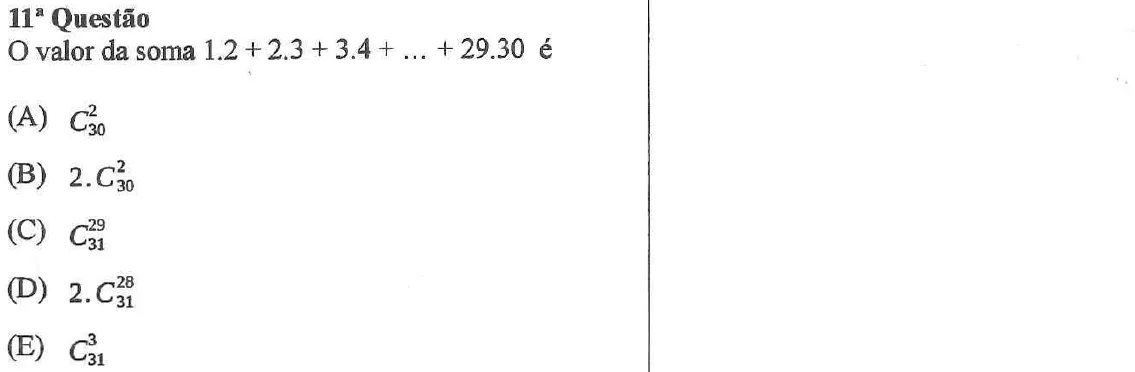 11ª Questão
O valor da soma 1.2 + 2.3 + 3.4 + ... + 29.30 é
(A) C²₃₀
(B) 2.C²₃₀
(C) C²⁹₃₁
(D) 2.C²⁸₃₁
(E) C³₃₁